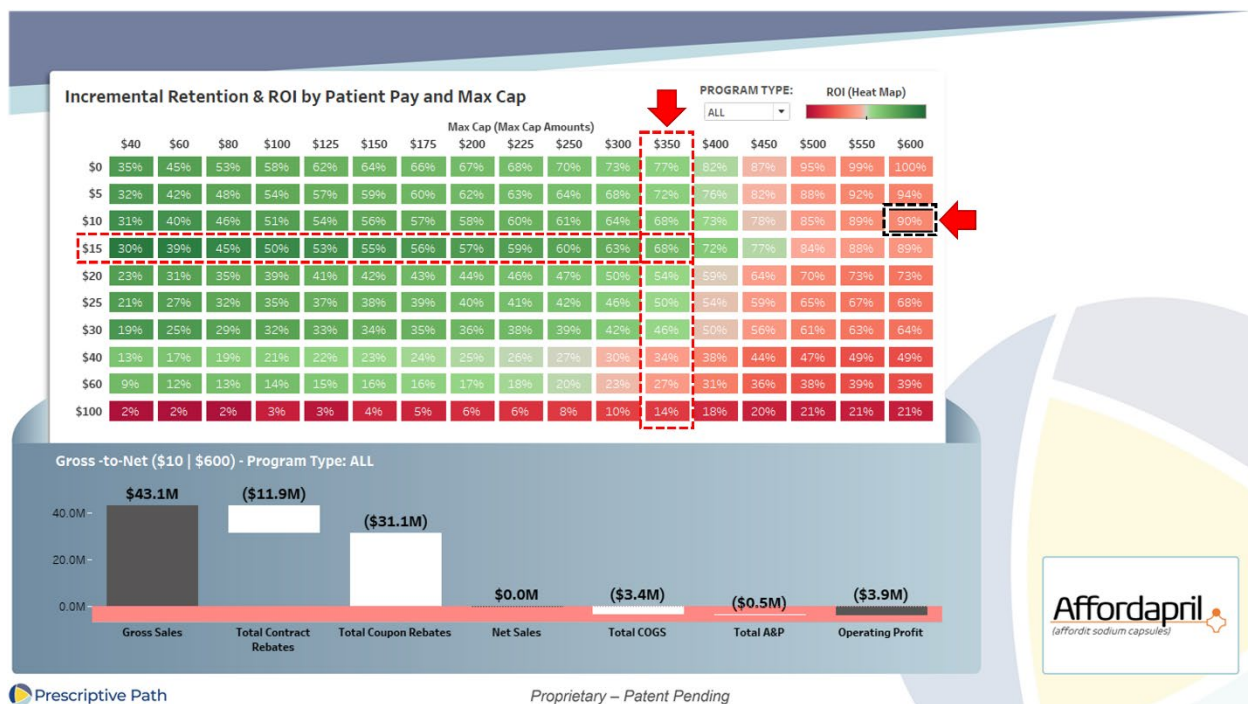 Incremental Retention & ROI by Patient Pay and Max Cap
PROGRAM TYPE:
ALL
ROI (Heat Map)
Max Cap (Max Cap Amounts)
$40 $60 $80 $100 $125 $150 $175 $200 $225 $250 $300 $350 $400 $450 $500 $550 $600
$0 35% 45% 53% 58% 62% 64% 66% 67% 68% 70% 73% 77% 82% 87% 95% 99% 100%
$5 32% 42% 48% 54% 57% 59% 60% 62% 63% 64% 68% 72% 76% 82% 88% 92% 94%
$10 31% 40% 46% 51% 54% 56% 57% 58% 60% 61% 64% 68% 73% 78% 85% 89% 90%
$15 30% 39% 45% 50% 53% 55% 56% 57% 59% 60% 63% 68% 72% 77% 84% 88% 89%
$20 23% 31% 35% 39% 41% 42% 43% 44% 46% 47% 50% 54% 59% 64% 70% 73% 73%
$25 21% 27% 32% 35% 37% 38% 39% 40% 41% 42% 46% 50% 54% 59% 65% 67% 68%
$30 19% 25% 29% 32% 33% 34% 35% 36% 38% 39% 42% 46% 50% 56% 61% 63% 64%
$40 13% 17% 19% 21% 22% 23% 24% 25% 26% 27% 30% 34% 38% 44% 47% 49% 49%
$60 9% 12% 13% 14% 15% 16% 16% 17% 18% 20% 23% 27% 31% 36% 38% 39% 39%
$100 2% 2% 2% 3% 3% 4% 5% 6% 6% 8% 10% 14% 18% 20% 21% 21% 21%
Gross -to-Net ($10 | $600) - Program Type: ALL
$43.1M ($11.9M) ($31.1M) $0.0M ($3.4M) ($0.5M) ($3.9M)
40.0M
20.0M
0.0M
Gross Sales Total Contract Rebates Total Coupon Rebates Net Sales Total COGS Total A&P Operating Profit
Affordapril
(affordit sodium capsules)
Prescriptive Path
Proprietary – Patent Pending